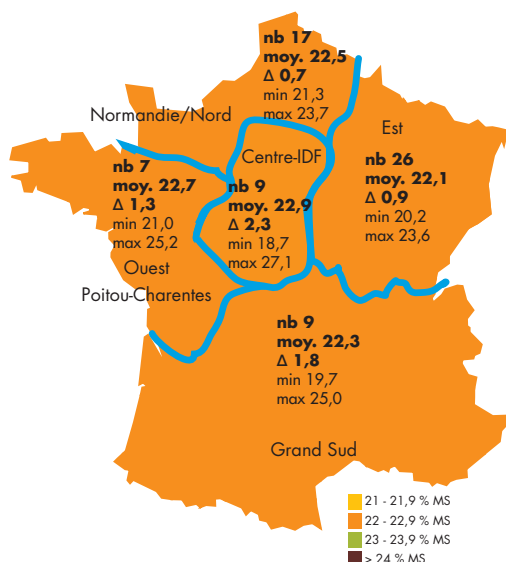 nb 17
moy. 22,5
Δ 0,7
min 21,3
max 23,7
Normandie/Nord
Est
nb 26
moy. 22,1
Δ 0,9
min 20,2
max 23,6
Centre-IDF
nb 9
moy. 22,9
Δ 2,3
min 18,7
max 27,1
nb 7
moy. 22,7
Δ 1,3
min 21,0
max 25,2
Ouest
Poitou-Charentes
nb 9
moy. 22,3
Δ 1,8
min 19,7
max 25,0
Grand Sud
21 - 21,9 % MS
22 - 22,9 % MS
23 - 23,9 % MS
> 24 % MS